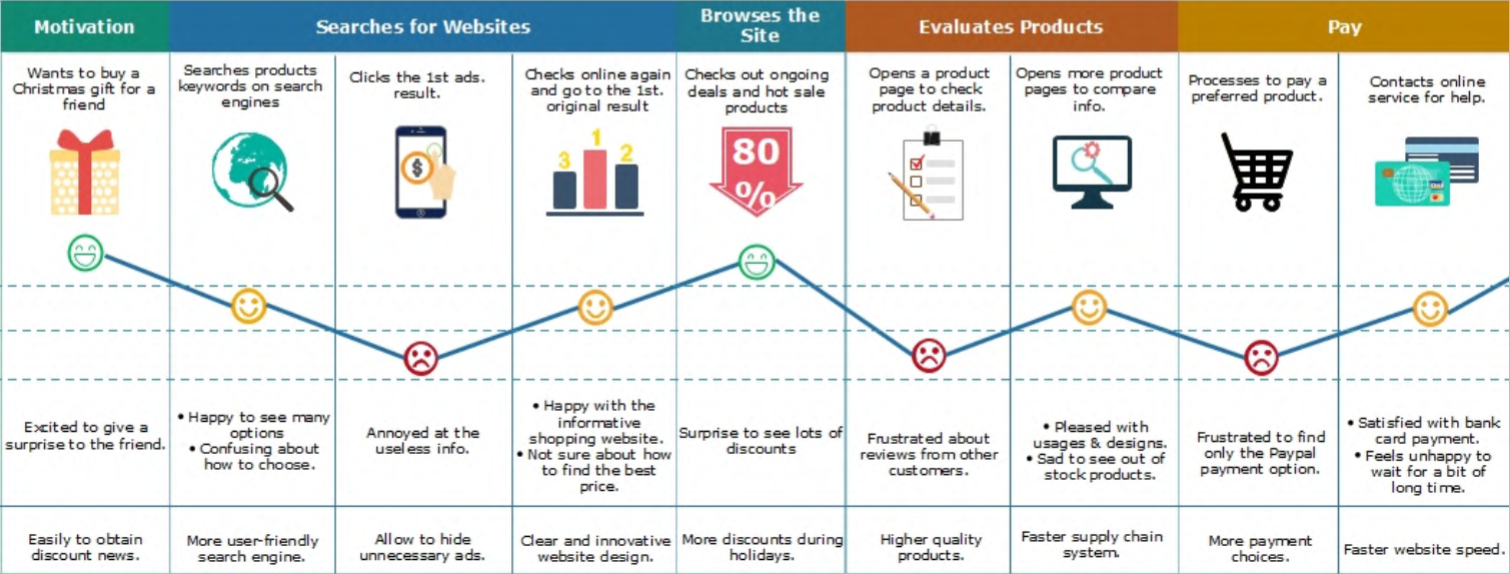 Motivation
Searches for Websites
Browses the
Site
Evaluates Products
Pay
Wants to buy a
Christmas gift for a
friend
Searches products
keywords on search
engines
Clicks the 1st ads.
result.
Checks online again
and go to the 1st.
original result
Checks out ongoing
deals and hot sale
products
Opens a product
page to check
product details.
Opens more product
pages to compare
info.
Processes to pay a
preferred product.
Contacts online
service for help.
$
3
1
2
80
%
Excited to give a
surprise to the friend.
• Happy to see many
options
• Confusing about
how to choose.
Annoyed at the
useless info.
• Happy with the
informative
shopping website.
• Not sure about how
to find the best
price.
Surprise to see lots of
discounts
Frustrated about
reviews from other
customers.
• Pleased with
usages & designs.
• Sad to see out of
stock products.
Frustrated to find
only the Paypal
payment option.
• Satisfied with bank
card payment.
• Feels unhappy to
wait for a bit of
long time.
Easily to obtain
discount news.
More user-friendly
search engine.
Allow to hide
unnecessary ads.
Clear and innovative
website design.
More discounts during
holidays.
Higher quality
products.
Faster supply chain
system.
More payment
choices.
Faster website speed.